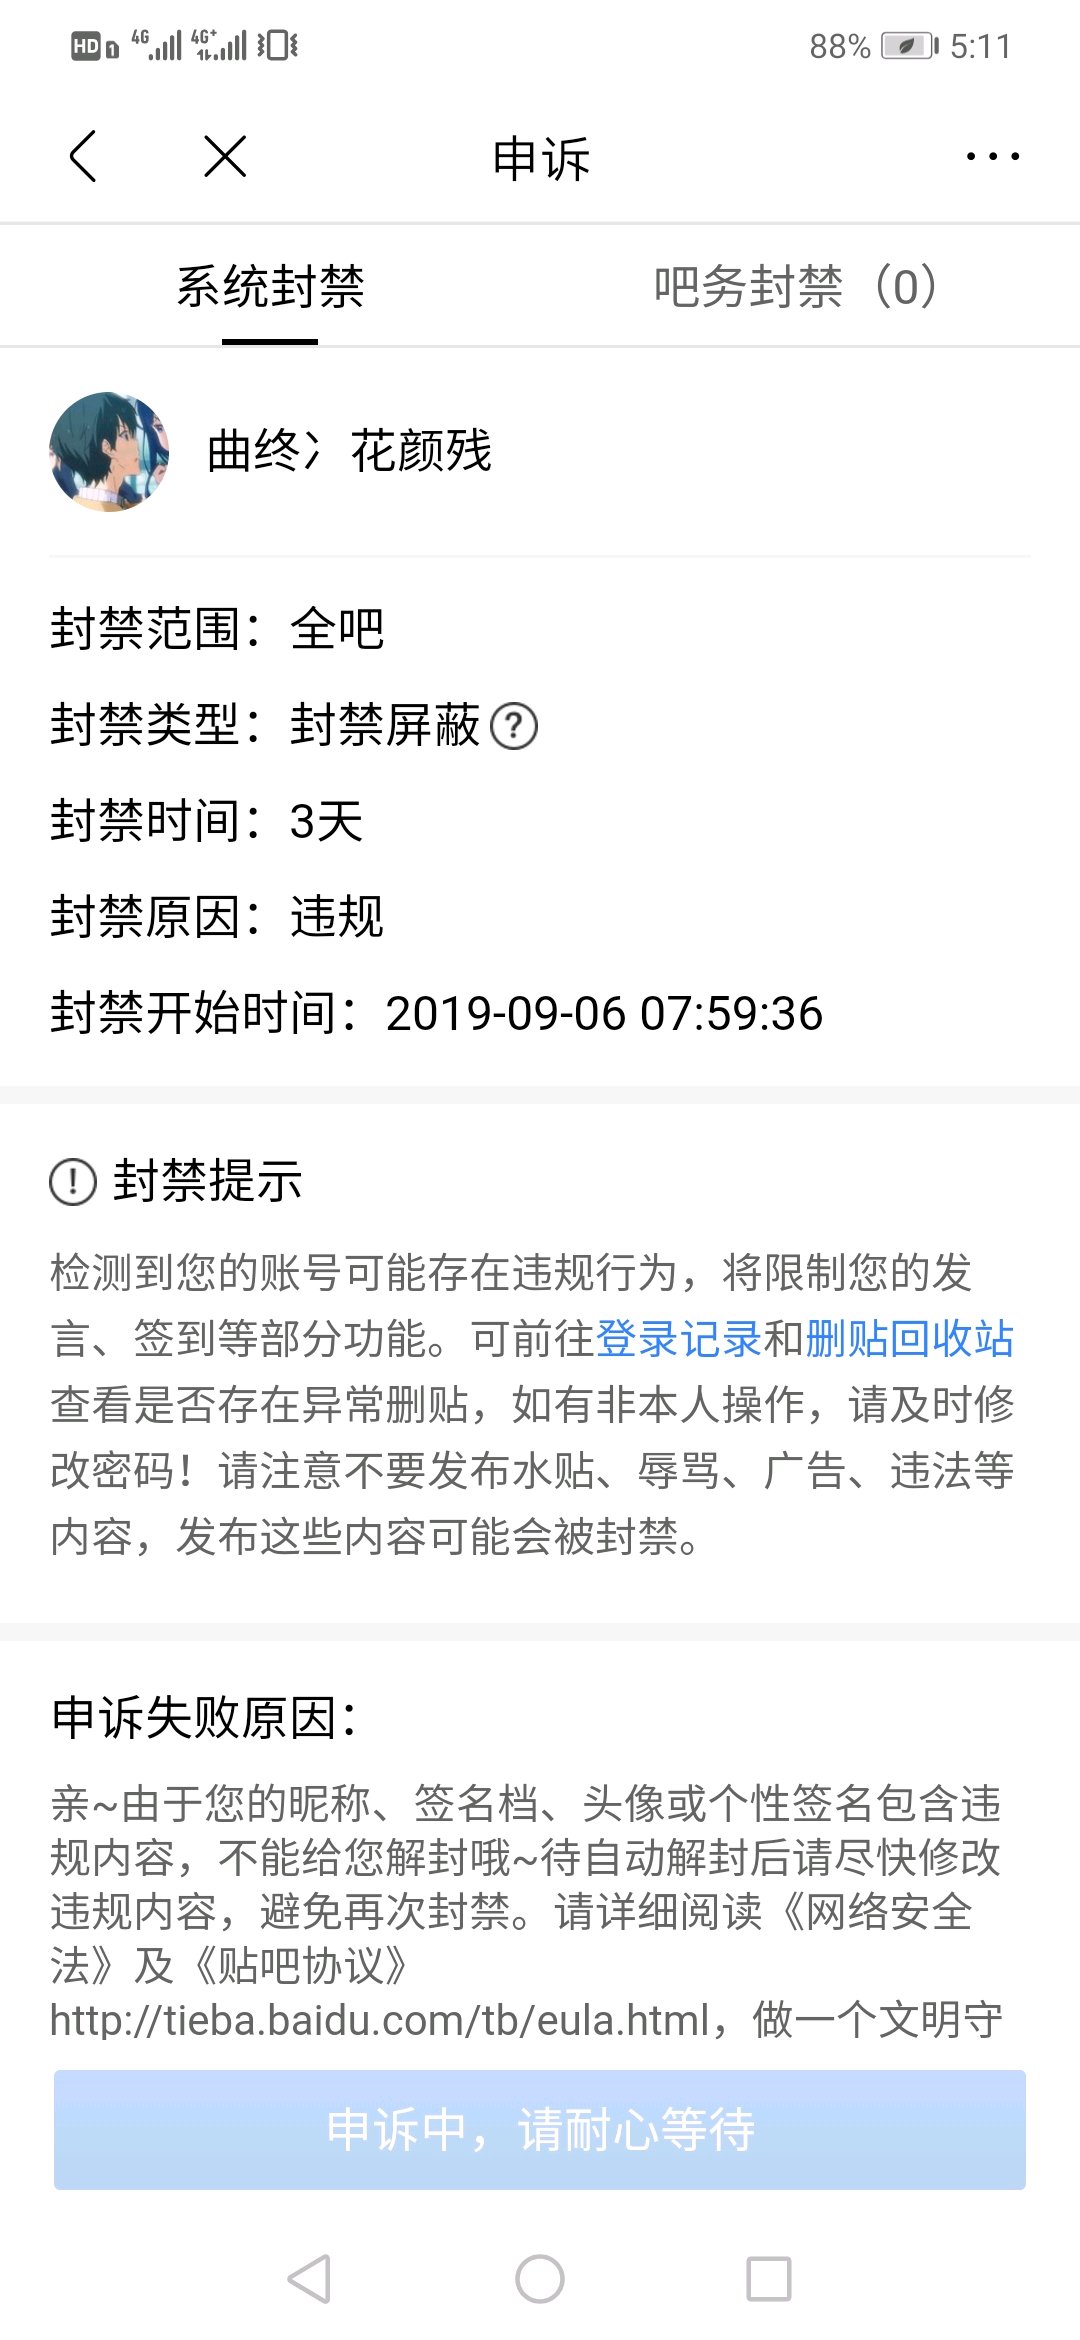 HD 1 4G 4G+ 88% 5:11
申诉
系统封禁 吧务封禁（0）
曲终冫花颜残
封禁范围：全吧
封禁类型：封禁屏蔽?
封禁时间：3天
封禁原因：违规
封禁开始时间：2019-09-06 07:59:36
封禁提示
检测到您的账号可能存在违规行为，将限制您的发
言、签到等部分功能。可前往登录记录和删贴回收站
查看是否存在异常删贴，如有非本人操作，请及时修
改密码！请注意不要发布水贴、辱骂、广告、违法等
内容，发布这些内容可能会被封禁。
申诉失败原因：
亲~由于您的昵称、签名档、头像或个性签名包含违
规内容，不能给您解封哦~待自动解封后请尽快修改
违规内容，避免再次封禁。请详细阅读《网络安全
法》及《贴吧协议》
http://tieba.baidu.com/tb/eula.html，做一个文明守
申诉中，请耐心等待